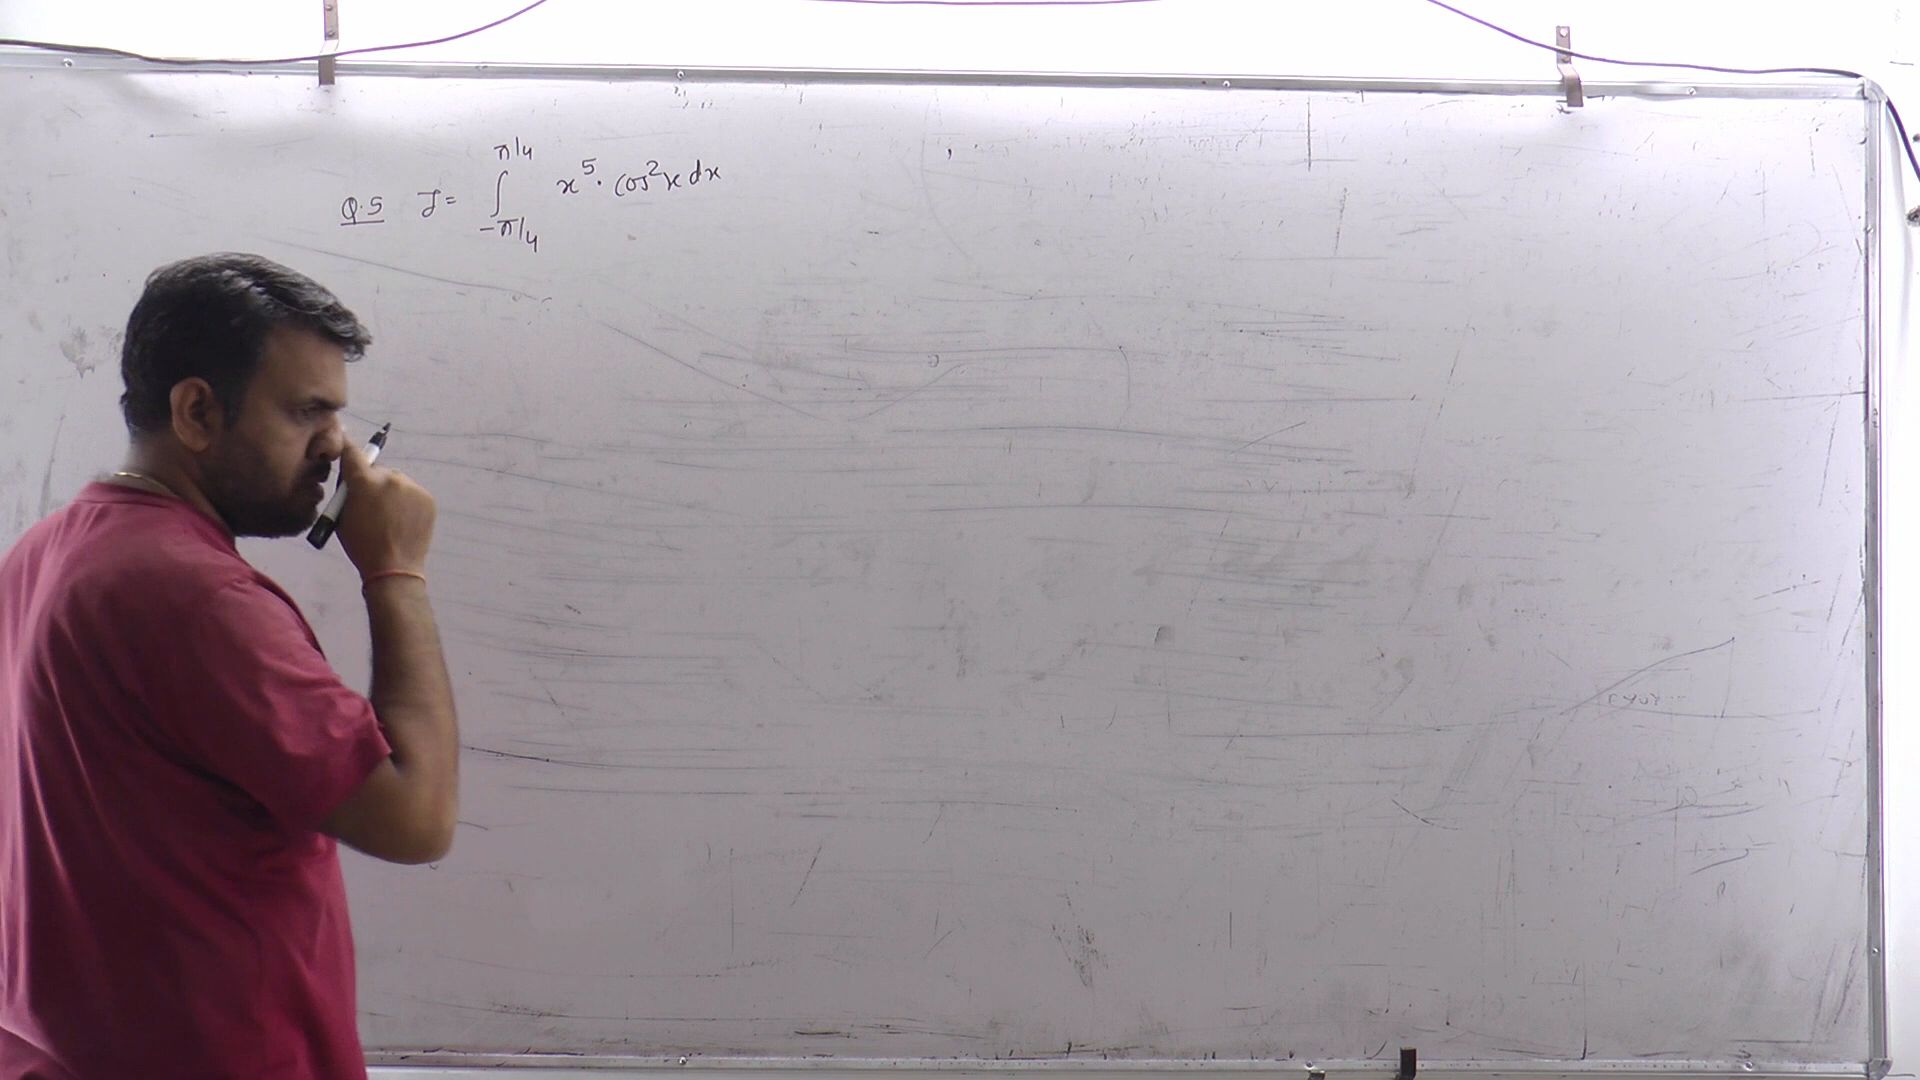 Q.5 I = ∫_{-π/4}^{π/4} x^5 · cos^2 x dx